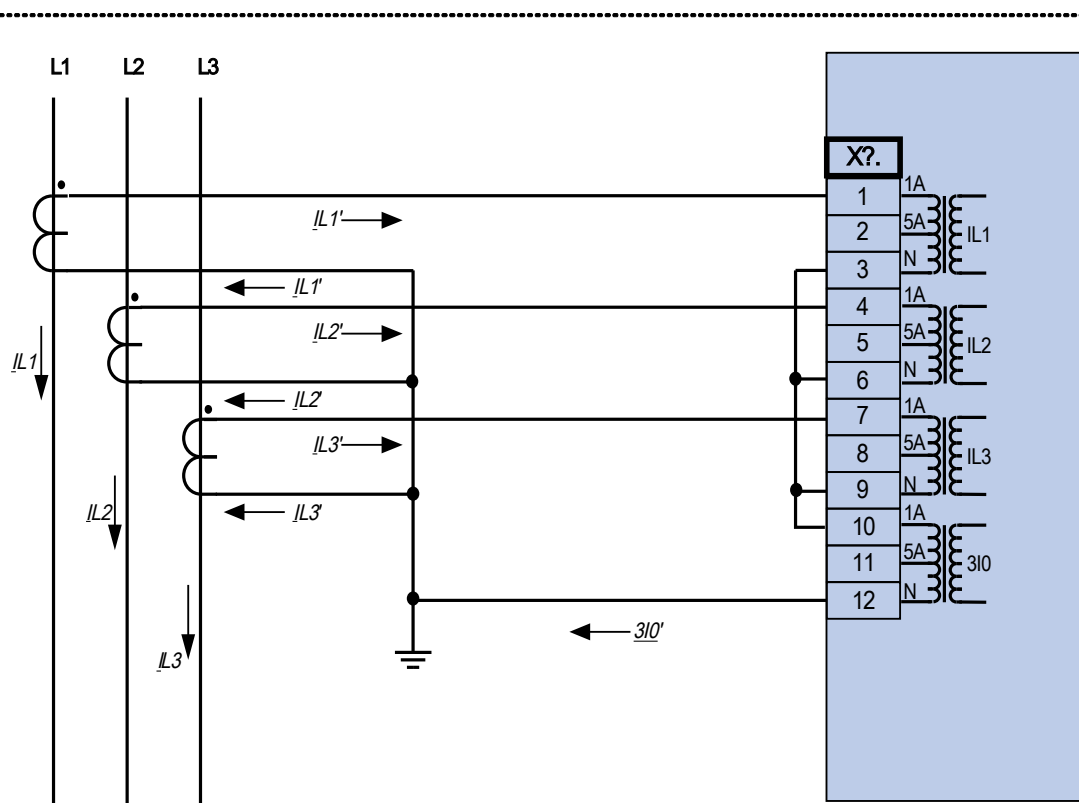 L1 L2 L3
X?.
1 1A
IL1' 2 5A IL1
3 N
IL1' 4 1A
IL2' 5 5A IL2
IL1 6 N
IL2' 7 1A
IL3' 8 5A IL3
9 N
IL2 IL3' 10 1A
11 5A 3I0
12 N
3I0'
IL3